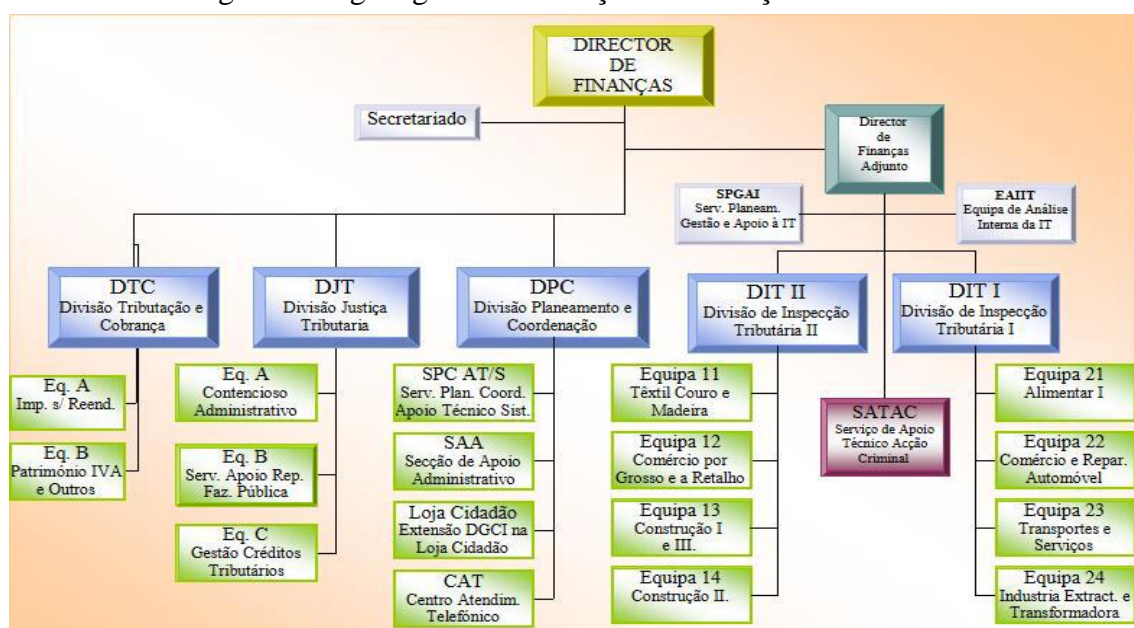 DIRECTOR
DE
FINANÇAS
Secretariado
Director
de
Finanças
Adjunto
SPGAI
Serv. Planeam.
Gestão e Apoio à IT
EAIIT
Equipa de Análise
Interna da IT
DTC
Divisão Tributação e
Cobrança
DJT
Divisão Justiça
Tributaria
DPC
Divisão Planeamento e
Coordenação
DIT II
Divisão de Inspecção
Tributária II
DIT I
Divisão de Inspecção
Tributária I
Eq. A
Imp. s/ Reend.
Eq. B
Património IVA
e Outros
Eq. A
Contencioso
Administrativo
Eq. B
Serv. Apoio Rep.
Faz. Pública
Eq. C
Gestão Créditos
Tributários
SPC AT/S
Serv. Plan. Coord.
Apoio Técnico Sist.
SAA
Secção de Apoio
Administrativo
Loja Cidadão
Extensão DGCI na
Loja Cidadão
CAT
Centro Atendim.
Telefónico
Equipa 11
Têxtil Couro e
Madeira
Equipa 12
Comércio por
Grosso e a Retalho
Equipa 13
Construção I
e III.
Equipa 14
Construção II.
SATAC
Serviço de Apoio
Técnico Acção
Criminal
Equipa 21
Alimentar I
Equipa 22
Comércio e Repar.
Automóvel
Equipa 23
Transportes e
Serviços
Equipa 24
Industria Extract. e
Transformadora